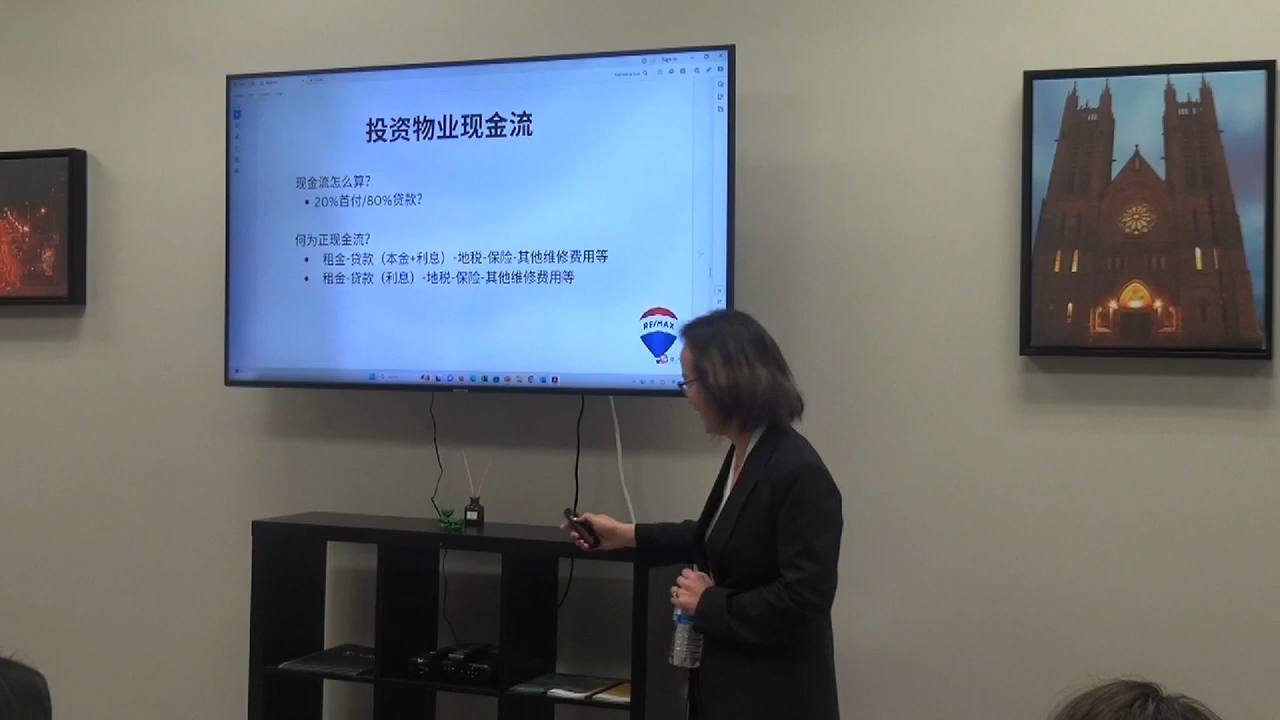 Sign in
投资物业现金流
现金流怎么算?
• 20%首付/80%贷款?
何为正现金流?
• 租金-贷款（本金+利息）-地税-保险-其他维修费用等
• 租金-贷款（利息）-地税-保险-其他维修费用等
RE/MAX